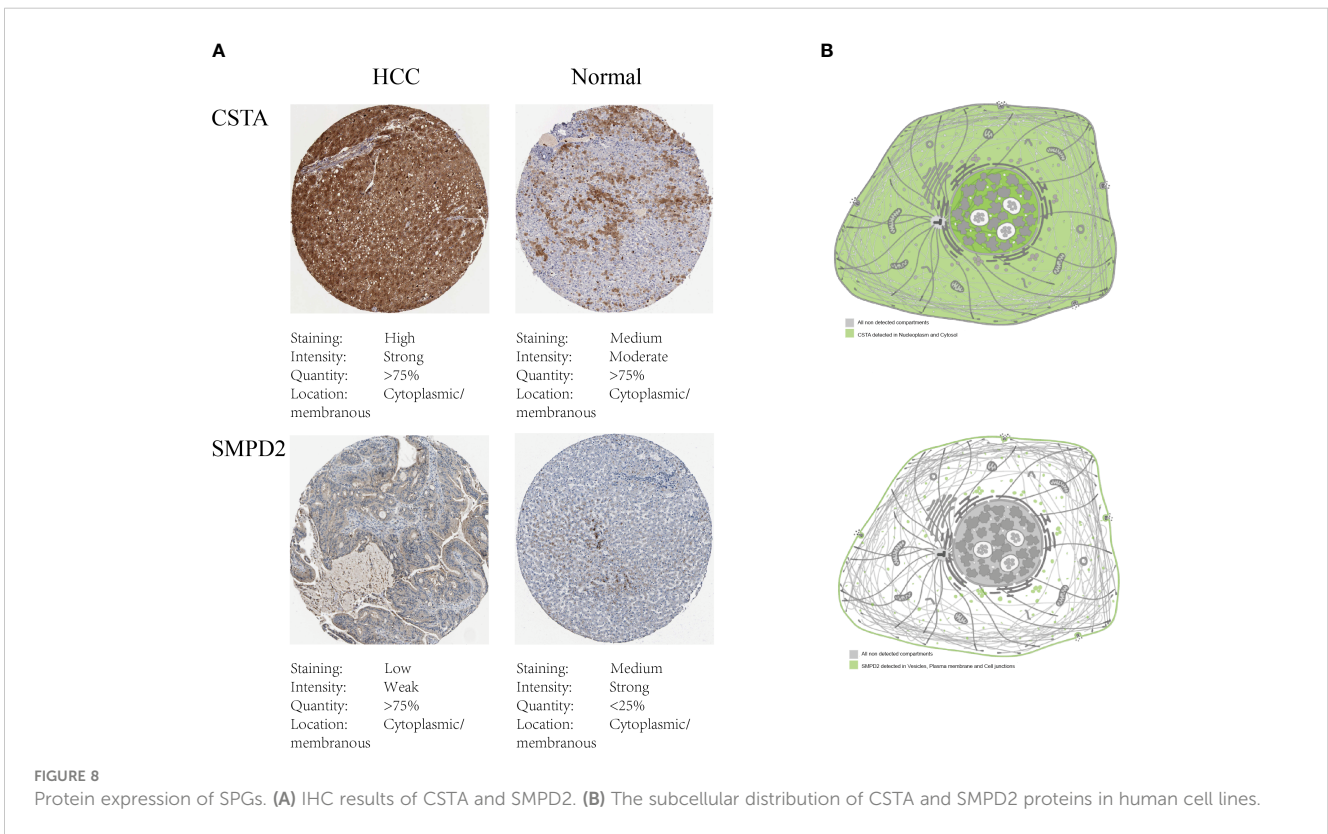 A
B
HCC
Normal
CSTA
Staining: High
Intensity: Strong
Quantity: >75%
Location: Cytoplasmic/
membranous
Staining: Medium
Intensity: Moderate
Quantity: >75%
Location: Cytoplasmic/
membranous
All non detected compartments
CSTA detected in Nucleoplasm and Cytosol
SMPD2
Staining: Low
Intensity: Weak
Quantity: >75%
Location: Cytoplasmic/
membranous
Staining: Medium
Intensity: Strong
Quantity: <25%
Location: Cytoplasmic/
membranous
All non detected compartments
SMPD2 detected in Vesicles, Plasma membrane and Cell junctions
FIGURE 8
Protein expression of SPGs. (A) IHC results of CSTA and SMPD2. (B) The subcellular distribution of CSTA and SMPD2 proteins in human cell lines.